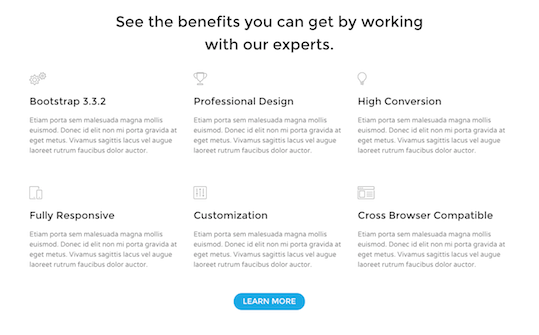 See the benefits you can get by working
with our experts.
Bootstrap 3.3.2
Etiam porta sem malesuada magna mollis
euismod. Donec id elit non mi porta gravida at
eget metus. Vivamus sagittis lacus vel augue
laoreet rutrum faucibus dolor auctor.
Professional Design
Etiam porta sem malesuada magna mollis
euismod. Donec id elit non mi porta gravida at
eget metus. Vivamus sagittis lacus vel augue
laoreet rutrum faucibus dolor auctor.
High Conversion
Etiam porta sem malesuada magna mollis
euismod. Donec id elit non mi porta gravida at
eget metus. Vivamus sagittis lacus vel augue
laoreet rutrum faucibus dolor auctor.
Fully Responsive
Etiam porta sem malesuada magna mollis
euismod. Donec id elit non mi porta gravida at
eget metus. Vivamus sagittis lacus vel augue
laoreet rutrum faucibus dolor auctor.
Customization
Etiam porta sem malesuada magna mollis
euismod. Donec id elit non mi porta gravida at
eget metus. Vivamus sagittis lacus vel augue
laoreet rutrum faucibus dolor auctor.
Cross Browser Compatible
Etiam porta sem malesuada magna mollis
euismod. Donec id elit non mi porta gravida at
eget metus. Vivamus sagittis lacus vel augue
laoreet rutrum faucibus dolor auctor.
LEARN MORE